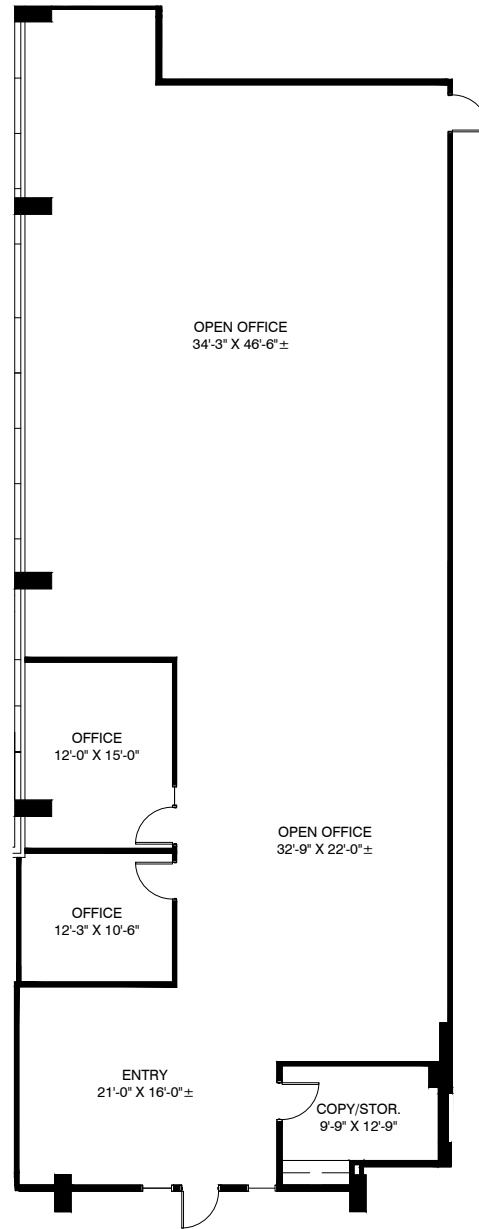 OPEN OFFICE
34'-3" X 46'-6"±
OFFICE
12'-0" X 15'-0"
OPEN OFFICE
32'-9" X 22'-0"±
OFFICE
12'-3" X 10'-6"
ENTRY
21'-0" X 16'-0"±
COPY/STOR.
9'-9" X 12'-9"